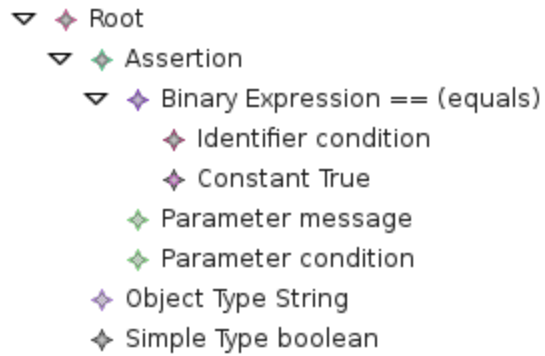 Root
Assertion
Binary Expression == (equals)
Identifier condition
Constant True
Parameter message
Parameter condition
Object Type String
Simple Type boolean